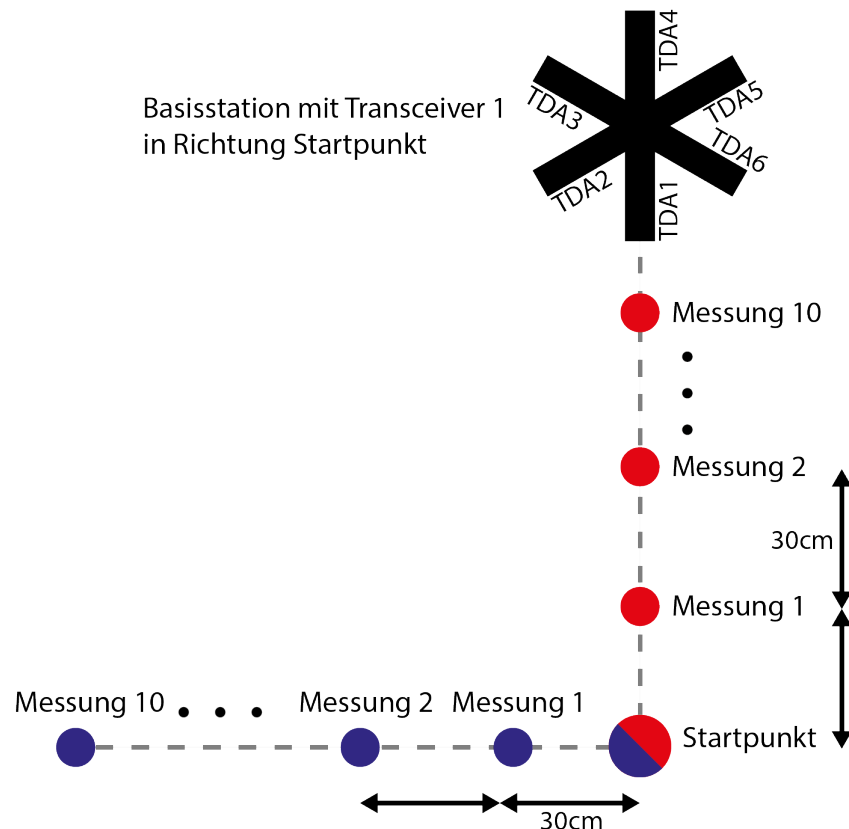 TDA4
Basisstation mit Transceiver 1
in Richtung Startpunkt
TDA3
TDA5
TDA6
TDA2
TDA1
Messung 10
Messung 2
30cm
Messung 1
Messung 10
Messung 2
Messung 1
Startpunkt
30cm